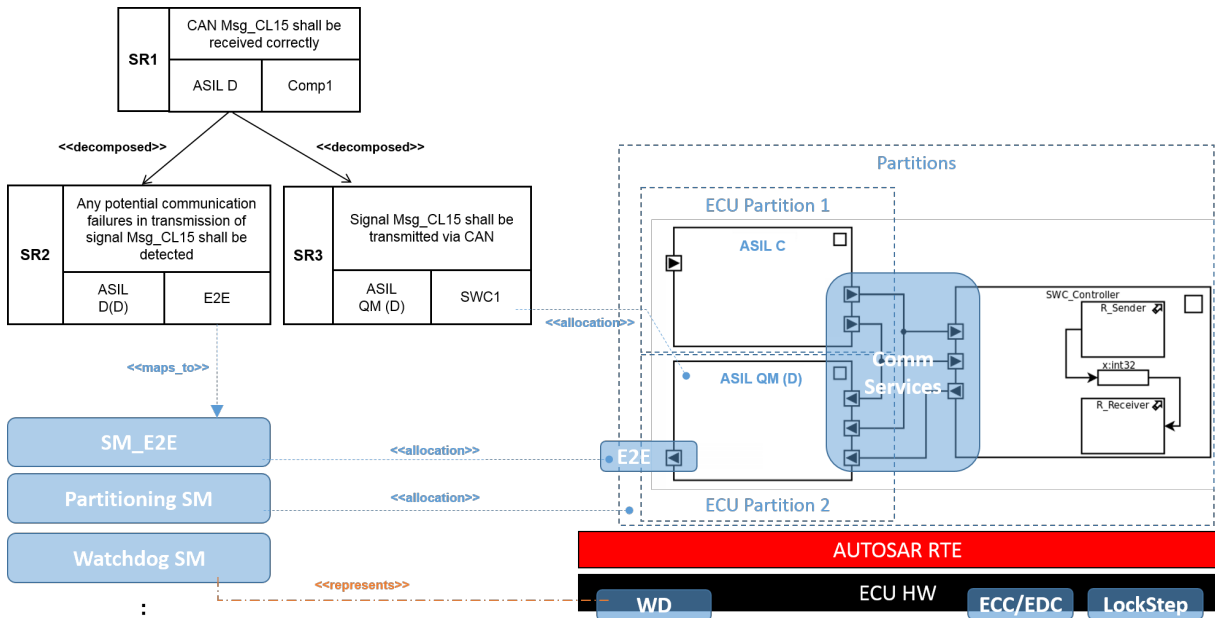 CAN Msg_CL15 shall be
received correctly
SR1
ASIL D
Comp1
<<decomposed>>
<<decomposed>>
Any potential communication
failures in transmission of
signal Msg_CL15 shall be
detected
SR2
ASIL
D(D)
E2E
Signal Msg_CL15 shall be
transmitted via CAN
SR3
ASIL
QM (D)
SWC1
<<maps_to>>
<<allocation>>
SM_E2E
<<allocation>>
Partitioning SM
<<allocation>>
Watchdog SM
<<represents>>
:
Partitions
ECU Partition 1
ASIL C
SWC_Controller
R_Sender
x:int32
R_Receiver
Comm
Services
ASIL QM (D)
E2E
ECU Partition 2
AUTOSAR RTE
ECU HW
WD
ECC/EDC
LockStep